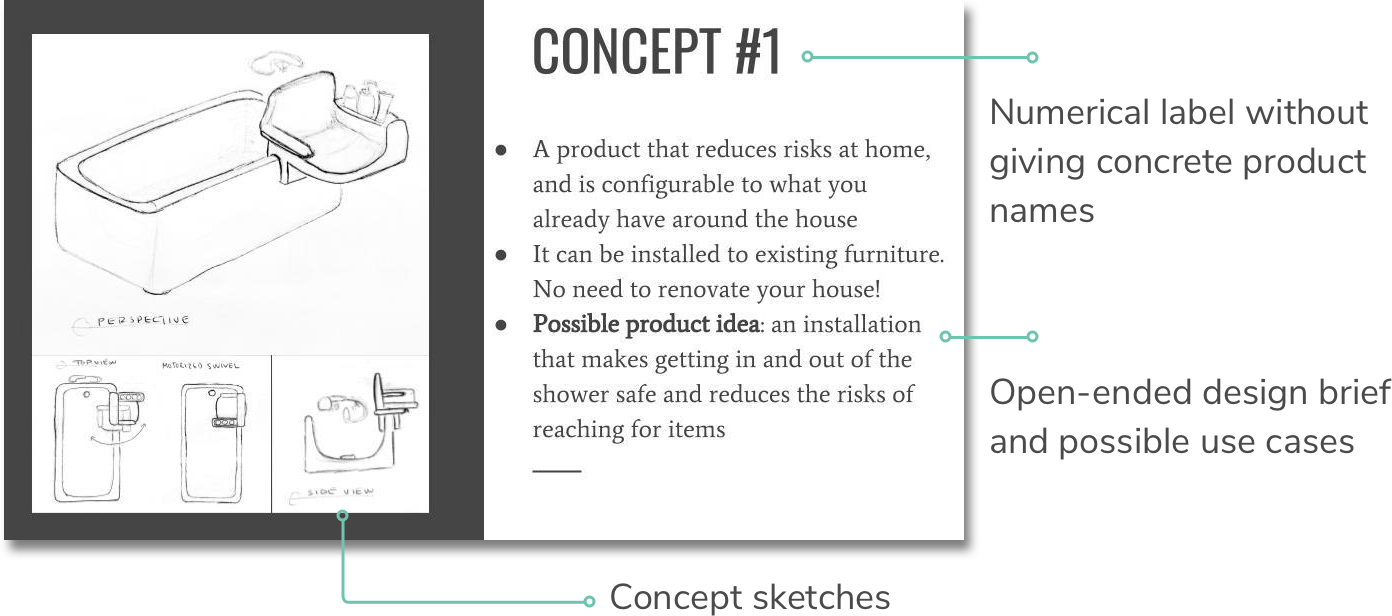 CONCEPT #1
● A product that reduces risks at home,
and is configurable to what you
already have around the house
● It can be installed to existing furniture.
No need to renovate your house!
● Possible product idea: an installation
that makes getting in and out of the
shower safe and reduces the risks of
reaching for items
Numerical label without
giving concrete product
names
Open-ended design brief
and possible use cases
PERSPECTIVE
TOP VIEW
MOTORIZED SWIVEL
SIDE VIEW
Concept sketches